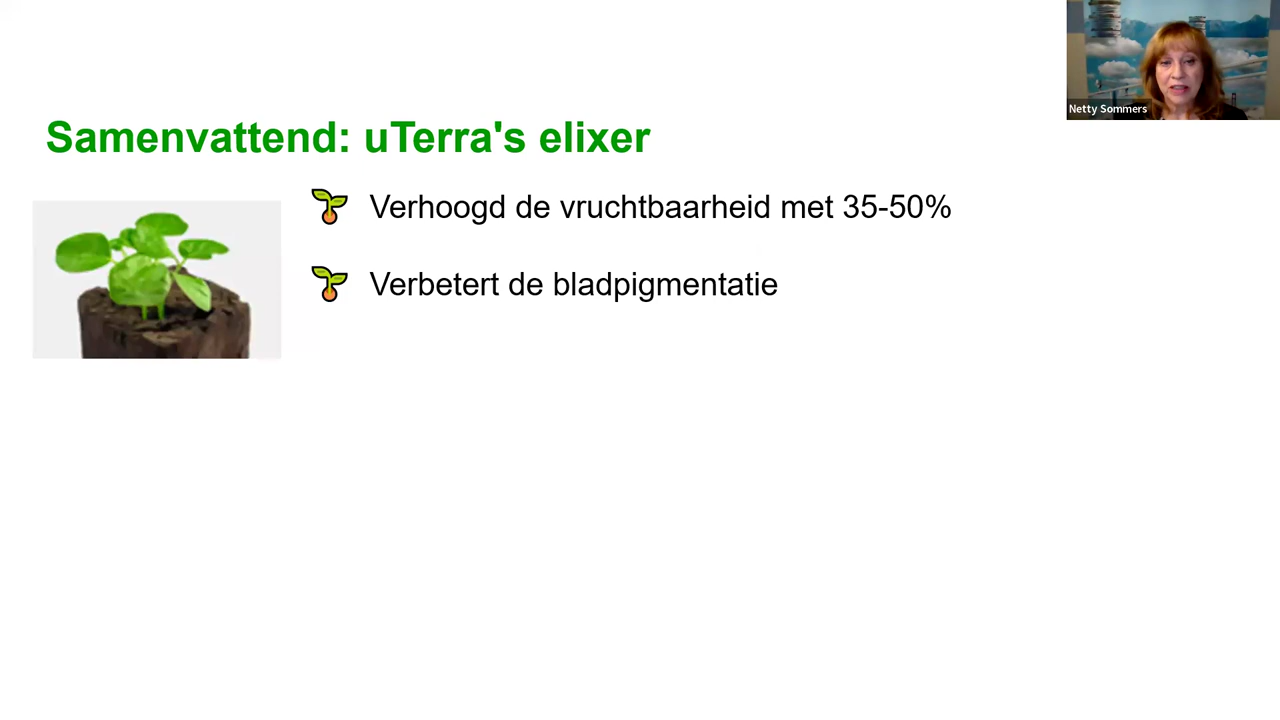 Netty Sommers
Samenvattend: uTerra's elixer
Verhoogd de vruchtbaarheid met 35-50%
Verbetert de bladpigmentatie